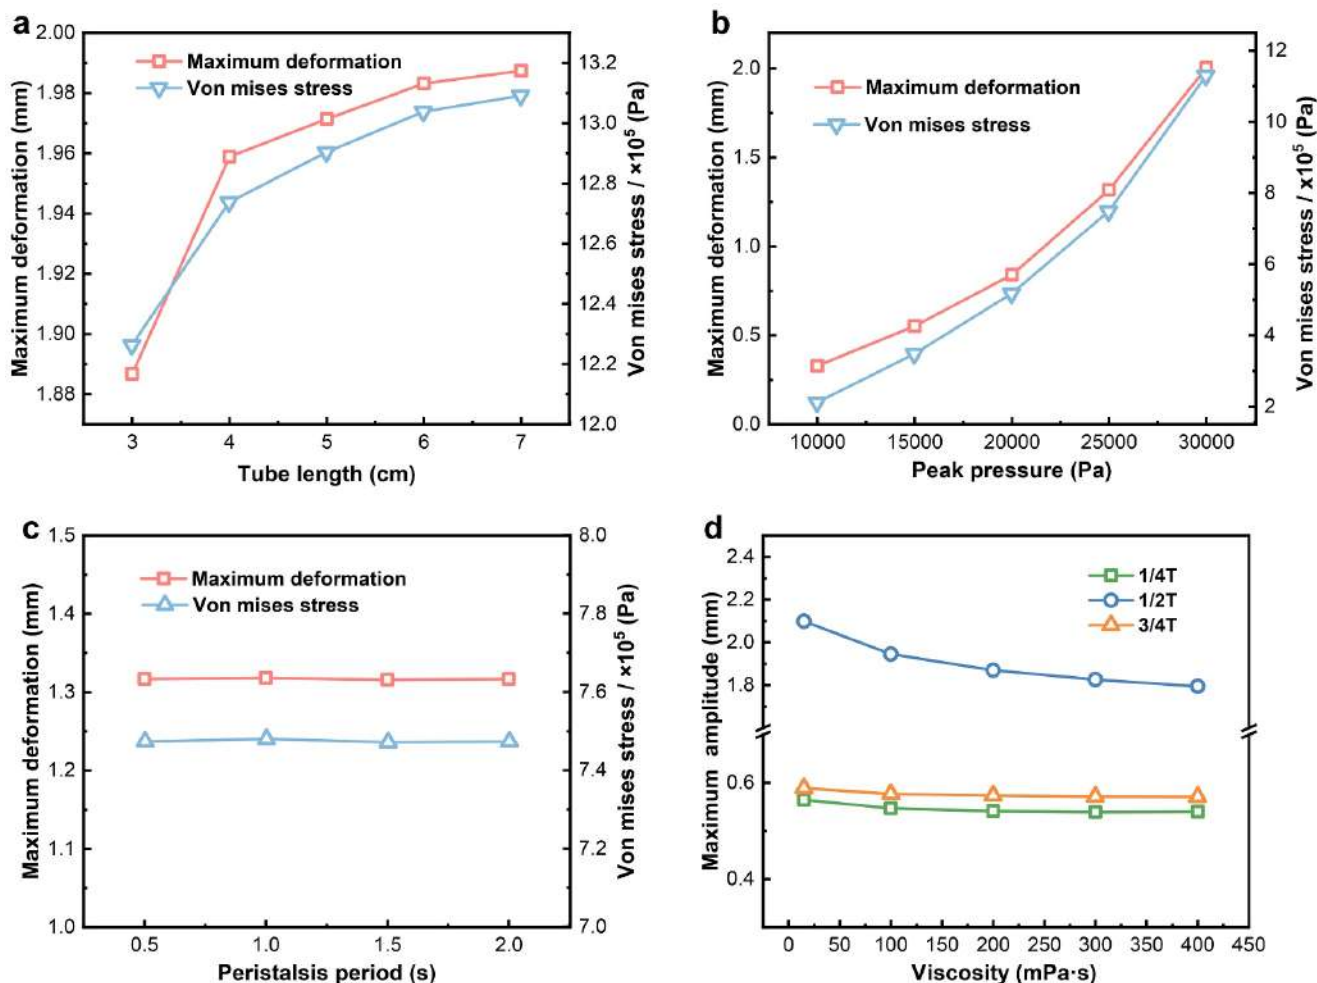 a
Maximum deformation
Von mises stress
2.00
1.98
1.96
1.94
1.92
1.90
1.88
Maximum deformation (mm)
13.2
13.0
12.8
12.6
12.4
12.2
12.0
Von mises stress / ×10⁵ (Pa)
3 4 5 6 7
Tube length (cm)
b
Maximum deformation
Von mises stress
2.0
1.5
1.0
0.5
0.0
Maximum deformation (mm)
12
10
8
6
4
2
Von mises stress / x10⁵ (Pa)
10000 15000 20000 25000 30000
Peak pressure (Pa)
c
Maximum deformation
Von mises stress
1.5
1.4
1.3
1.2
1.1
1.0
Maximum deformation (mm)
8.0
7.8
7.6
7.4
7.2
7.0
Von mises stress / ×10⁵ (Pa)
0.5 1.0 1.5 2.0
Peristalsis period (s)
d
1/4T
1/2T
3/4T
2.4
2.2
2.0
1.8
0.6
0.4
Maximum amplitude (mm)
0 50 100 150 200 250 300 350 400 450
Viscosity (mPa·s)